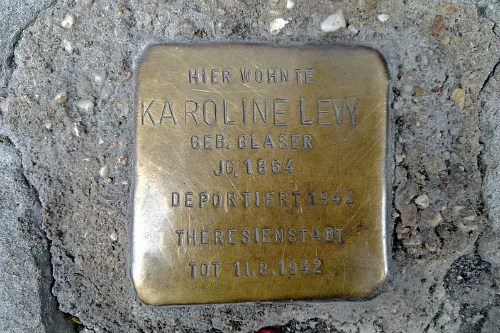 HIER WOHNTE
KAROLINE LEVY
GEB. GLASER
JG. 1864
DEPORTIERT 1942
THERESIENSTADT
TOT 11.8.1942